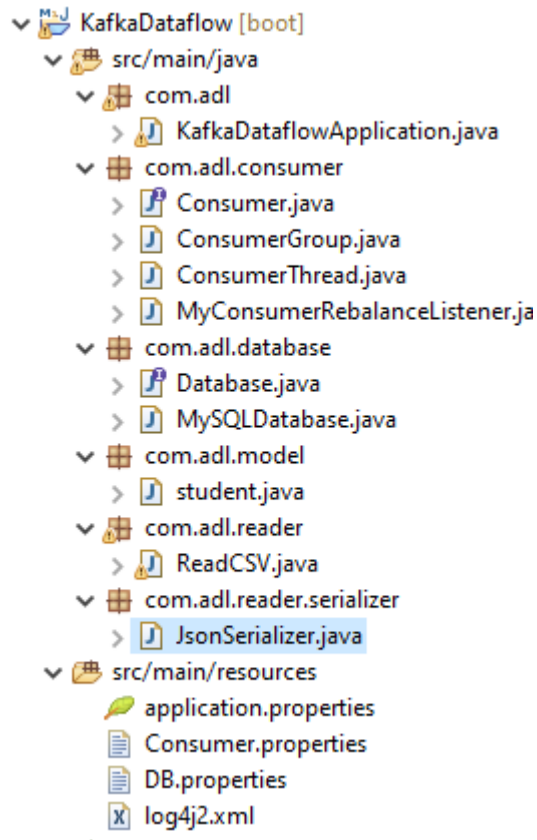 KafkaDataflow [boot]
src/main/java
com.adl
KafkaDataflowApplication.java
com.adl.consumer
Consumer.java
ConsumerGroup.java
ConsumerThread.java
MyConsumerRebalanceListener.ja
com.adl.database
Database.java
MySQLDatabase.java
com.adl.model
student.java
com.adl.reader
ReadCSV.java
com.adl.reader.serializer
JsonSerializer.java
src/main/resources
application.properties
Consumer.properties
DB.properties
log4j2.xml